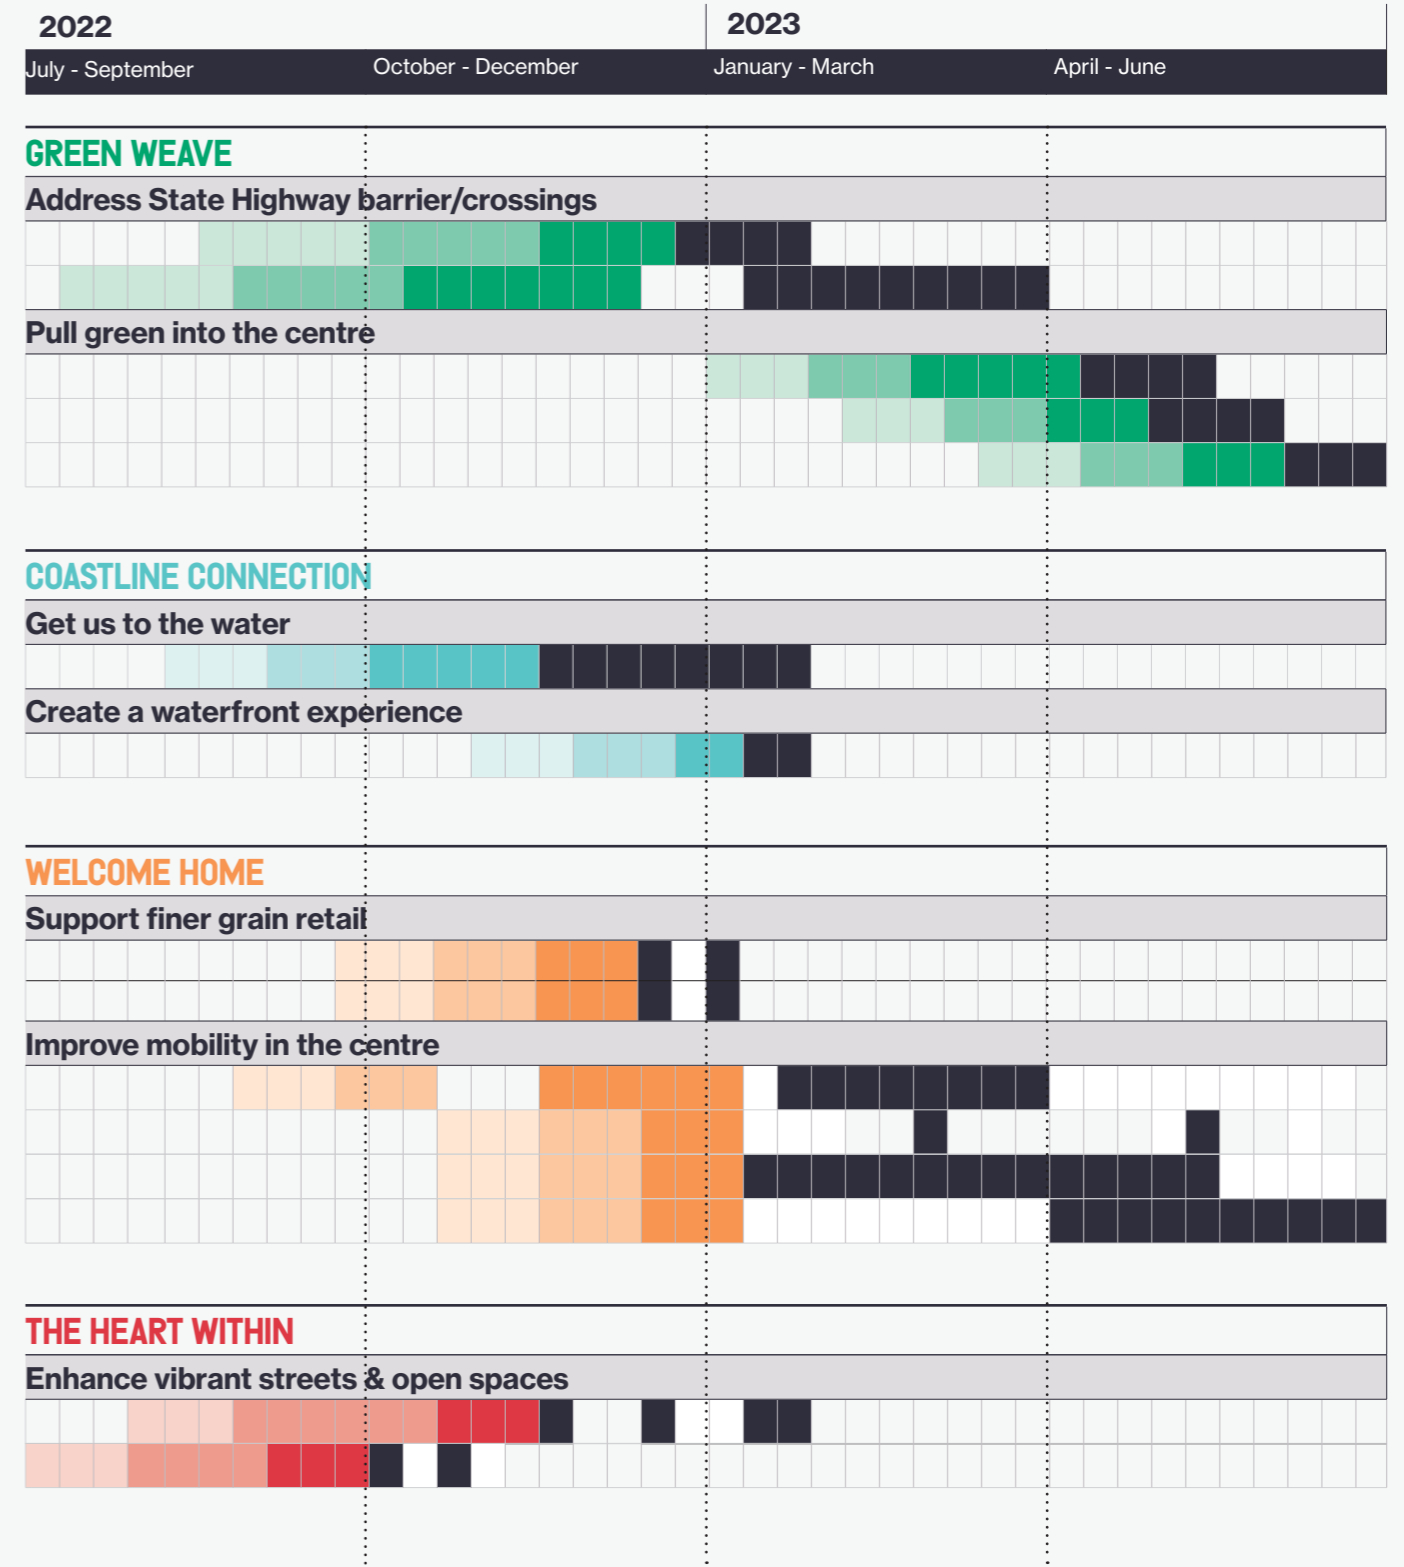 2022
2023
July - September
October - December
January - March
April - June
GREEN WEAVE
Address State Highway barrier/crossings
Pull green into the centre
COASTLINE CONNECTION
Get us to the water
Create a waterfront experience
WELCOME HOME
Support finer grain retail
Improve mobility in the centre
THE HEART WITHIN
Enhance vibrant streets & open spaces